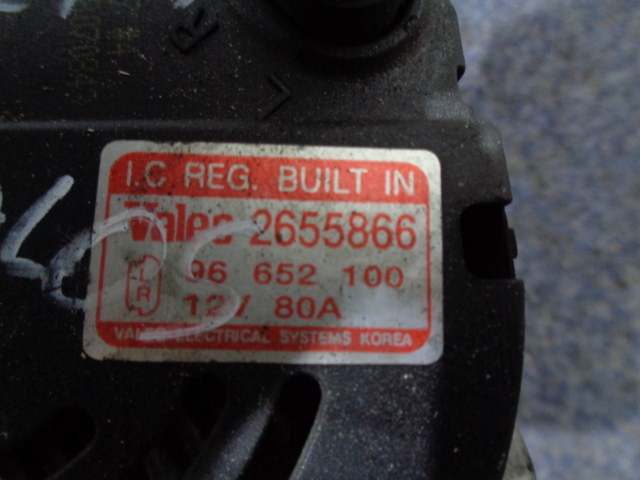 R
L
I.C REG. BUILT IN
Valeo 2655866
L
R
96 652 100
12V 80A
VALEO ELECTRICAL SYSTEMS KOREA